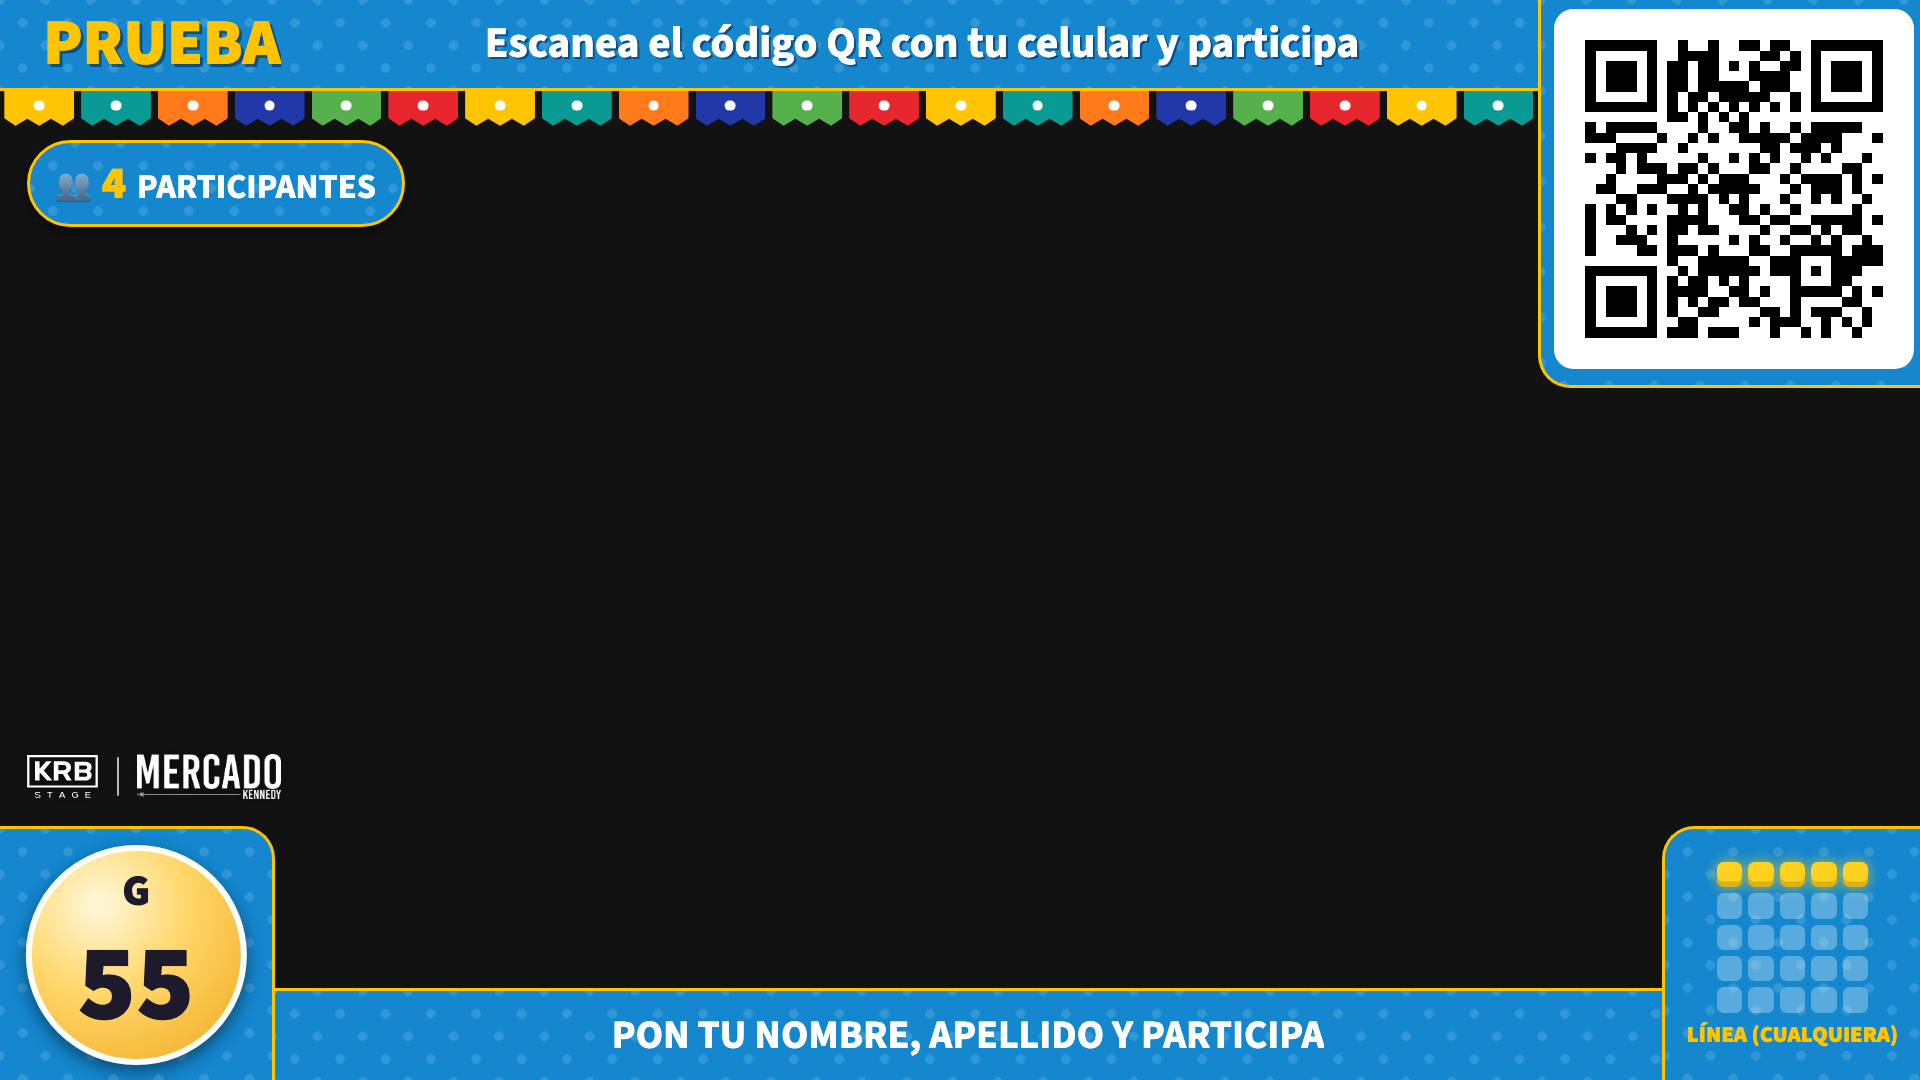 PRUEBA
Escanea el código QR con tu celular y participa
4 PARTICIPANTES
KRB
STAGE
MERCADO
KENNEDY
G
55
PON TU NOMBRE, APELLIDO Y PARTICIPA
LÍNEA (CUALQUIERA)